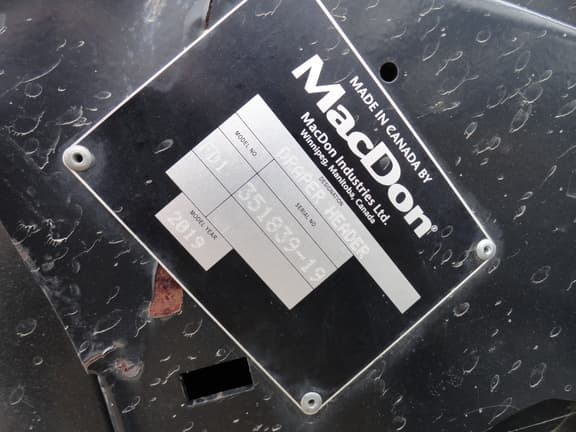 MADE IN CANADA BY
MacDon®
MacDon Industries Ltd.
Winnipeg, Manitoba, Canada
DESIGNATION
DRAPER HEADER
MODEL NO.
SERIAL NO.
351839-19
MODEL YEAR
2019